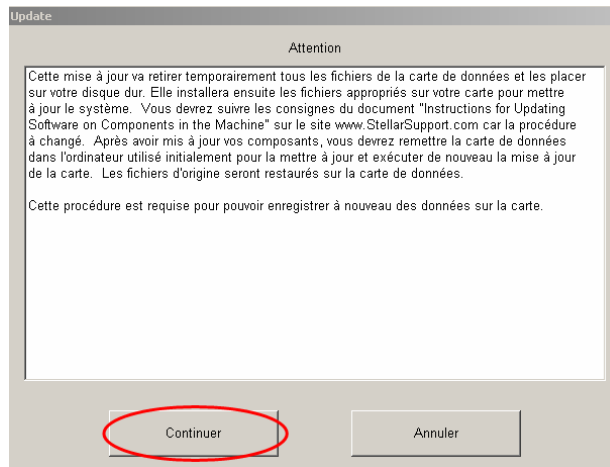 Update
Attention
Cette mise à jour va retirer temporairement tous les fichiers de la carte de données et les placer
sur votre disque dur. Elle installera ensuite les fichiers appropriés sur votre carte pour mettre
à jour le système.  Vous devrez suivre les consignes du document "Instructions for Updating
Software on Components in the Machine" sur le site www.StellarSupport.com car la procédure
à changé.  Après avoir mis à jour vos composants, vous devrez remettre la carte de données
dans l'ordinateur utilisé initialement pour la mettre à jour et exécuter de nouveau la mise à jour
de la carte.  Les fichiers d'origine seront restaurés sur la carte de données.
Cette procédure est requise pour pouvoir enregistrer à nouveau des données sur la carte.
Continuer
Annuler